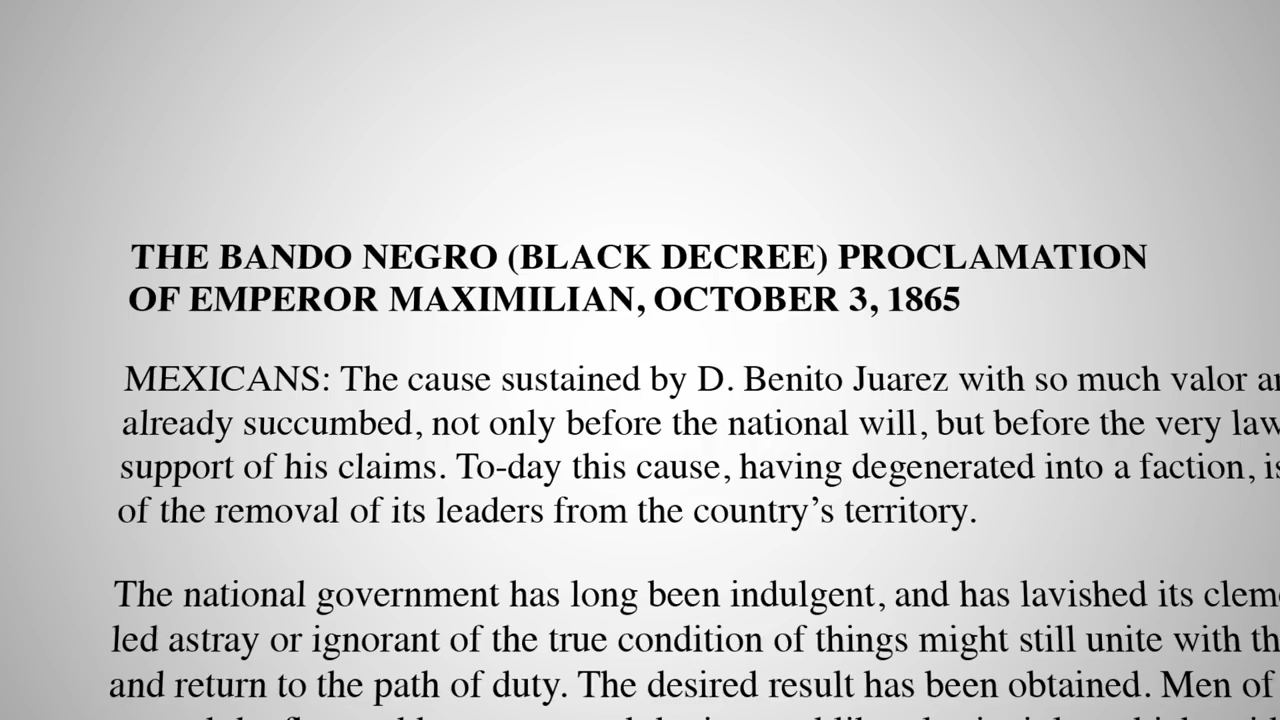 THE BANDO NEGRO (BLACK DECREE) PROCLAMATION
OF EMPEROR MAXIMILIAN, OCTOBER 3, 1865
MEXICANS: The cause sustained by D. Benito Juarez with so much valor
already succumbed, not only before the national will, but before the very law
support of his claims. To-day this cause, having degenerated into a faction,
of the removal of its leaders from the country’s territory.
The national government has long been indulgent, and has lavished its
led astray or ignorant of the true condition of things might still unite with
and return to the path of duty. The desired result has been obtained. Men of